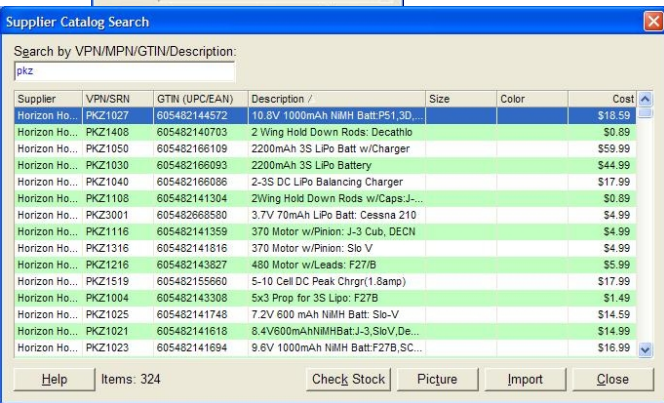 Supplier Catalog Search
Search by VPN/MPN/GTIN/Description:
pkz
Supplier VPN/SRN GTIN (UPC/EAN) Description / Size Color Cost
Horizon Ho... PKZ1027 605482144572 10.8V 1000mAh NiMH Batt:P51,3D,... $18.59
Horizon Ho... PKZ1408 605482140703 2 Wing Hold Down Rods: Decathlo $0.89
Horizon Ho... PKZ1050 605482166109 2200mAh 3S LiPo Batt w/Charger $59.99
Horizon Ho... PKZ1030 605482166093 2200mAh 3S LiPo Battery $44.99
Horizon Ho... PKZ1040 605482166086 2-3S DC LiPo Balancing Charger $17.99
Horizon Ho... PKZ1108 605482141304 2Wing Hold Down Rods w/Caps:J-... $0.89
Horizon Ho... PKZ3001 605482668580 3.7V 70mAh LiPo Batt: Cessna 210 $4.99
Horizon Ho... PKZ1116 605482141359 370 Motor w/Pinion: J-3 Cub, DECN $4.99
Horizon Ho... PKZ1316 605482141816 370 Motor w/Pinion: Slo V $4.99
Horizon Ho... PKZ1216 605482143827 480 Motor w/Leads: F27/B $5.99
Horizon Ho... PKZ1519 605482155660 5-10 Cell DC Peak Chrgr(1.8amp) $17.99
Horizon Ho... PKZ1004 605482143308 5x3 Prop for 3S Lipo: F27B $1.49
Horizon Ho... PKZ1025 605482141748 7.2V 600 mAh NiMH Batt: Slo-V $14.59
Horizon Ho... PKZ1021 605482141618 8.4V600mAhNiMHBat:J-3,SloV,De... $14.99
Horizon Ho... PKZ1023 605482141694 9.6V 1000mAh NiMH Batt:F27B,SC... $16.99
Help Items: 324 Check Stock Picture Import Close